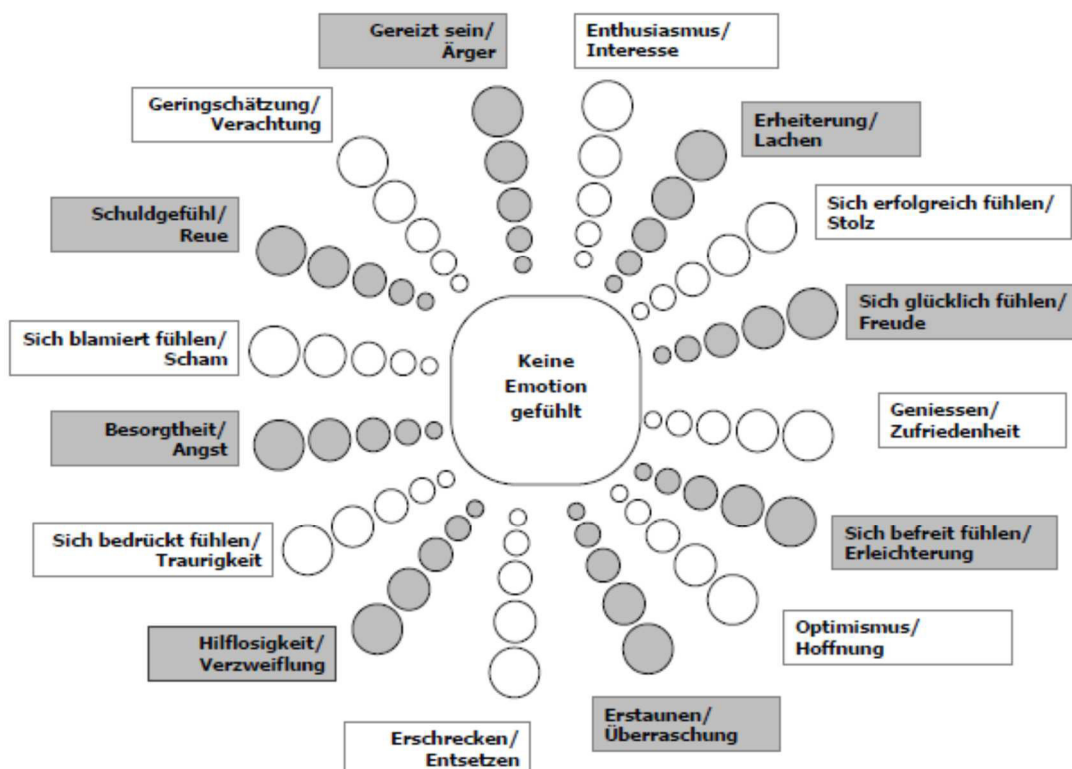 Gereizt sein/
Ärger
Enthusiasmus/
Interesse
Erheiterung/
Lachen
Sich erfolgreich fühlen/
Stolz
Sich glücklich fühlen/
Freude
Geniessen/
Zufriedenheit
Sich befreit fühlen/
Erleichterung
Optimismus/
Hoffnung
Erstaunen/
Überraschung
Erschrecken/
Entsetzen
Hilflosigkeit/
Verzweiflung
Sich bedrückt fühlen/
Traurigkeit
Besorgtheit/
Angst
Sich blamiert fühlen/
Scham
Schuldgefühl/
Reue
Geringschätzung/
Verachtung
Keine
Emotion
gefühlt